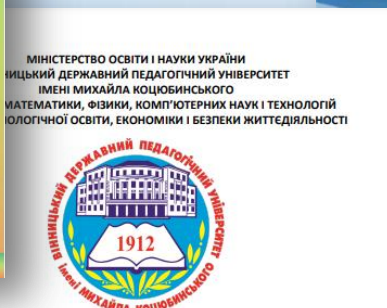 МІНІСТЕРСТВО ОСВІТИ І НАУКИ УКРАЇНИ
ДЕРЖАВНИЙ ПЕДАГОГІЧНИЙ УНІВЕРСИТЕТ
ІМЕНІ МИХАЙЛА КОЦЮБИНСЬКОГО
МАТЕМАТИКИ, ФІЗИКИ, КОМП'ЮТЕРНИХ НАУК І ТЕХНОЛОГІЙ
ОСВІТИ, ЕКОНОМІКИ І БЕЗПЕКИ ЖИТТЄДІЯЛЬНОСТІ
ВІННИЦЬКИЙ ДЕРЖАВНИЙ ПЕДАГОГІЧНИЙ УНІВЕРСИТЕТ
1912
імені МИХАЙЛА КОЦЮБИНСЬКОГО